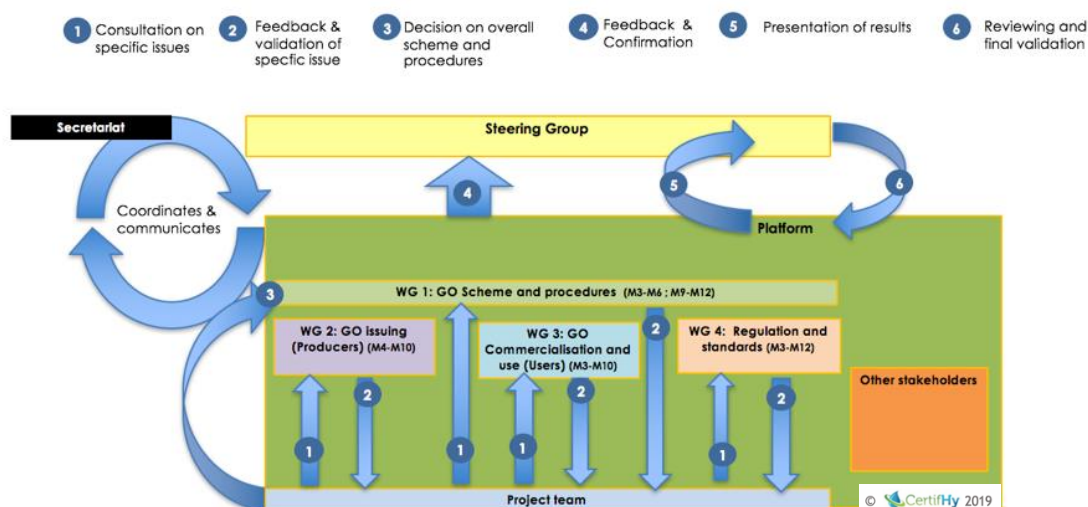 1 Consultation on
specific issues
2 Feedback &
validation of
specfic issue
3 Decision on overall
scheme and
procedures
4 Feedback &
Confirmation
5 Presentation of results
6 Reviewing and
final validation
Secretariat
Steering Group
4
5
6
Coordinates &
communicates
Platform
3
WG 1: GO Scheme and procedures (M3-M6 ; M9-M12)
WG 2: GO issuing
(Producers) (M4-M10)
WG 3: GO
Commercialisation and
use (Users) (M3-M10)
2
WG 4: Regulation and
standards (M3-M12)
Other stakeholders
2
2
2
1
1
1
1
Project team
© CertifHy 2019